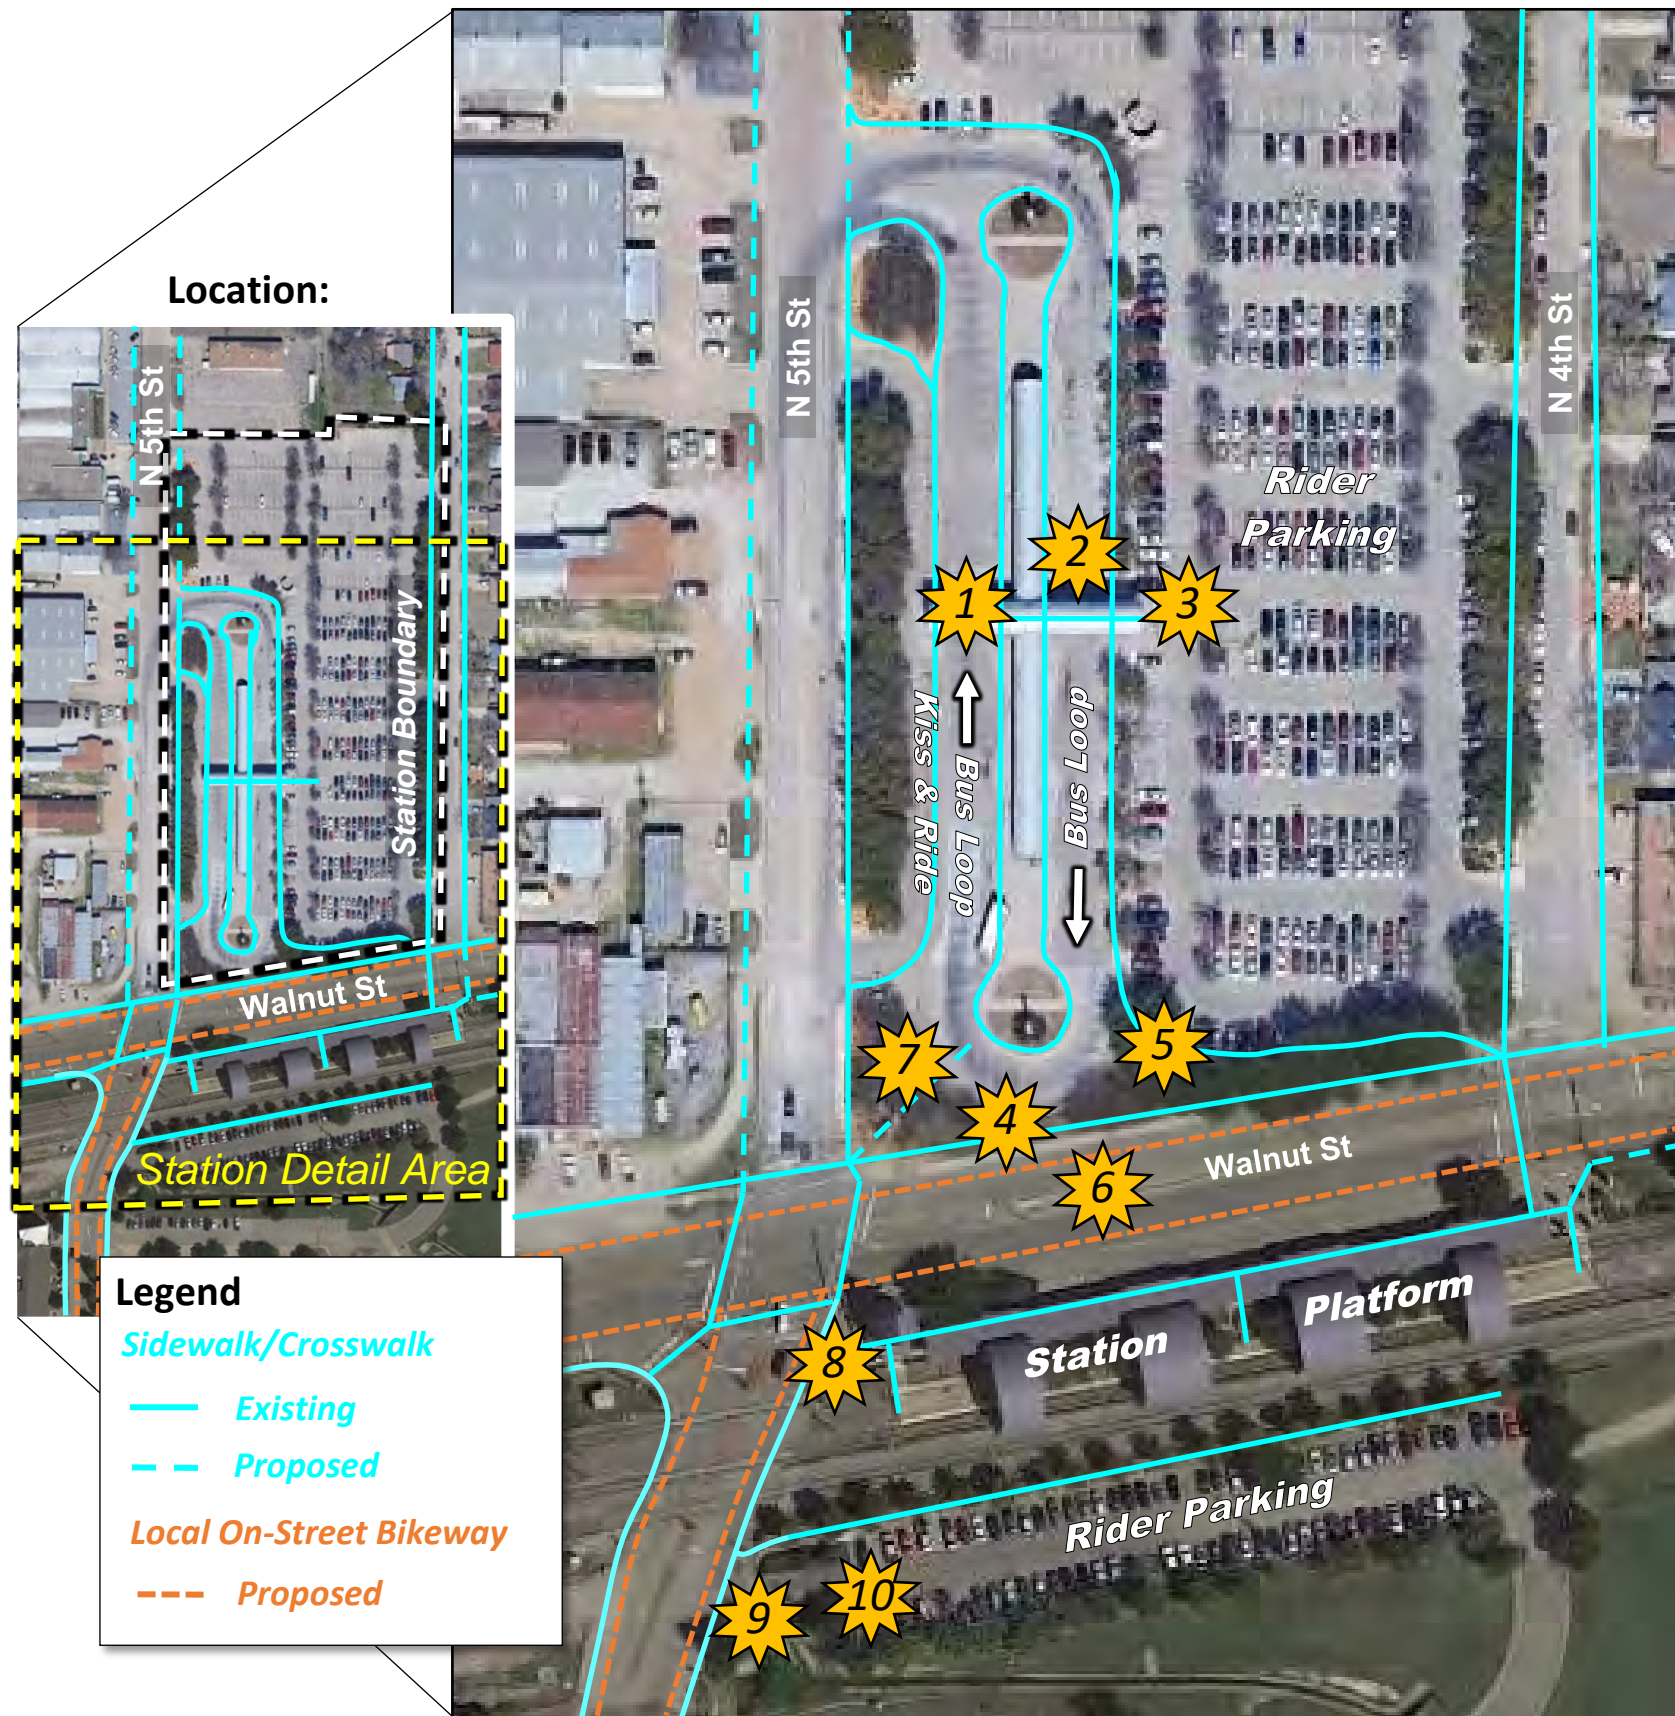 Location:
N 5th St
Station Boundary
Walnut St
Station Detail Area
Legend
Sidewalk/Crosswalk
Existing
Proposed
Local On-Street Bikeway
Proposed
N 5th St
N 4th St
Rider
Parking
1
2
3
Kiss & Ride
Bus Loop
Bus Loop
7
4
5
6
Walnut St
8
Station
Platform
Rider Parking
9
10